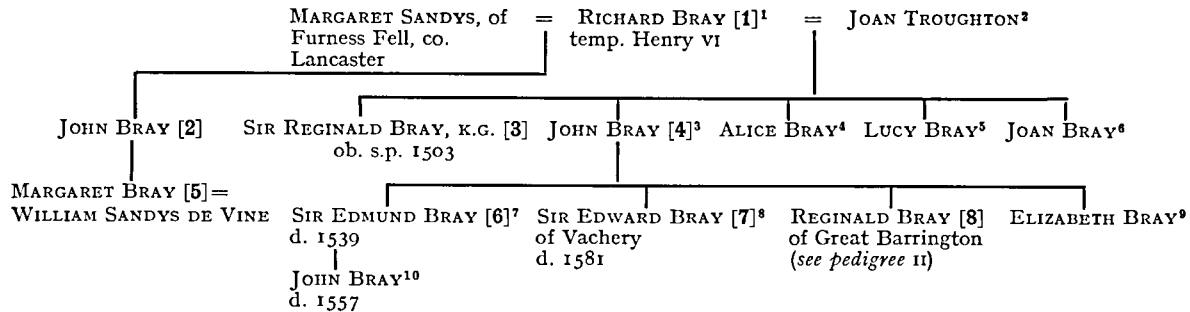 MARGARET SANDYS, of = RICHARD BRAY [1]¹ = JOAN TROUGHTON²
Furness Fell, co. temp. Henry VI
Lancaster
JOHN BRAY [2] SIR REGINALD BRAY, K.G. [3] JOHN BRAY [4]³ ALICE BRAY⁴ LUCY BRAY⁵ JOAN BRAY⁶
ob. s.p. 1503
MARGARET BRAY [5]=
WILLIAM SANDYS DE VINE SIR EDMUND BRAY [6]⁷ SIR EDWARD BRAY [7]⁸ REGINALD BRAY [8] ELIZABETH BRAY⁹
d. 1539 of Vachery of Great Barrington
d. 1581 (see pedigree II)
JOHN BRAY¹⁰
d. 1557